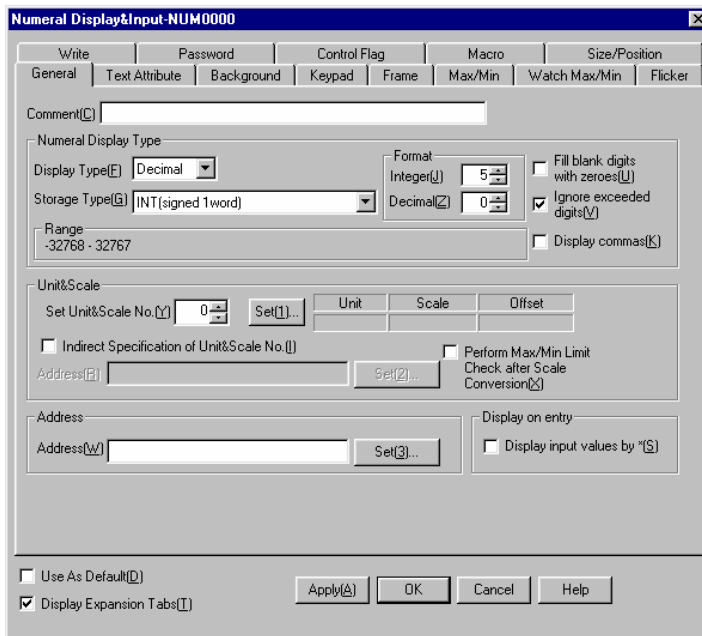 Numeral Display&Input-NUM0000
Write Password Control Flag Macro Size/Position
General Text Attribute Background Keypad Frame Max/Min Watch Max/Min Flicker
Comment(C)
Numeral Display Type
Display Type(F) Decimal
Storage Type(G) INT(signed 1word)
Format
Integer(J) 5
Decimal(Z) 0
Fill blank digits
with zeroes(U)
Ignore exceeded
digits(V)
Display commas(K)
Range
-32768 - 32767
Unit&Scale
Set Unit&Scale No.(Y) 0 Set(1)...
Unit Scale Offset
Indirect Specification of Unit&Scale No.(I)
Address(R) Set(2)...
Perform Max/Min Limit
Check after Scale
Conversion(X)
Address
Address(W) Set(3)...
Display on entry
Display input values by *(S)
Use As Default(D)
Display Expansion Tabs(T)
Apply(A) OK Cancel Help